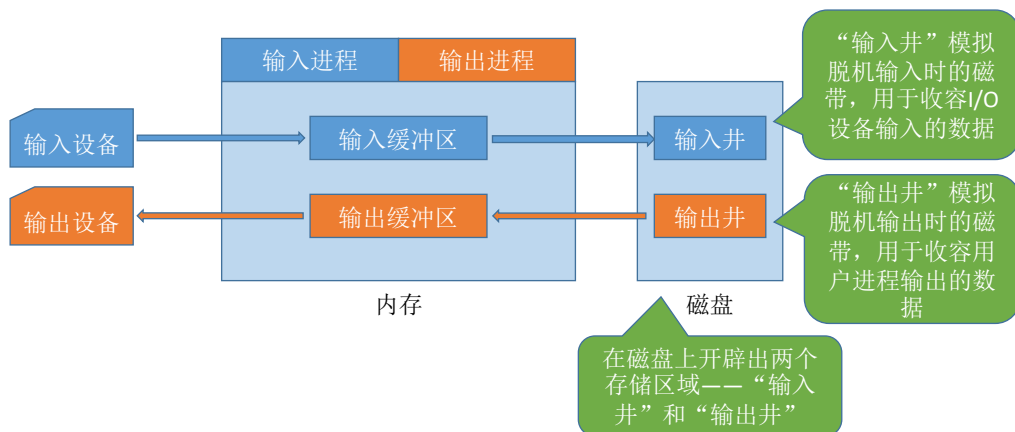 输入进程
输出进程
输入设备
输入缓冲区
输入井
输出设备
输出缓冲区
输出井
内存
磁盘
“输入井”模拟
脱机输入时的磁
带，用于收容I/O
设备输入的数据
“输出井”模拟
脱机输出时的磁
带，用于收容用
户进程输出的数
据
在磁盘上开辟出两个
存储区域——“输入
井”和“输出井”